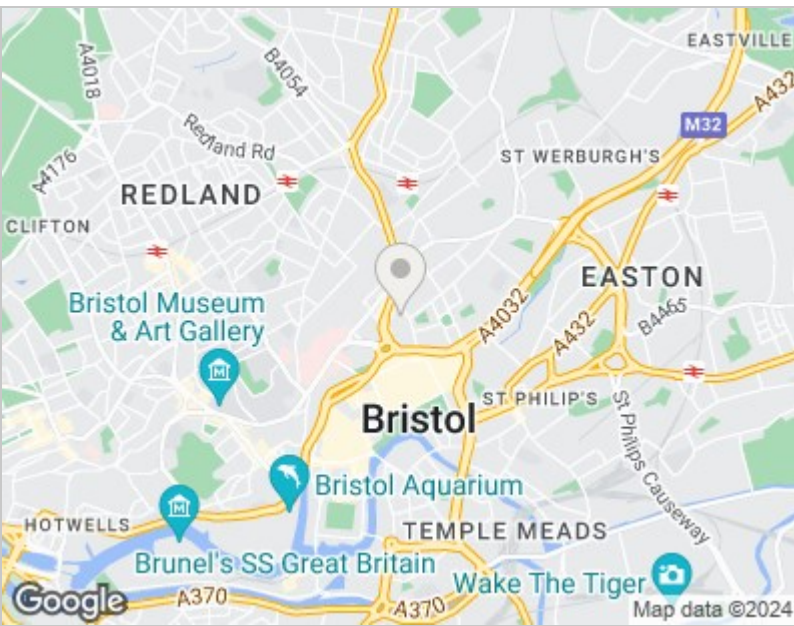 EASTVILLE
A4018
B4054
A432
M32
Redland Rd
ST WERBURGH'S
A4176
REDLAND
CLIFTON
EASTON
Bristol Museum
& Art Gallery
A4032
A432
B4465
ST PHILIP'S
Bristol
St Philips Causeway
Bristol Aquarium
HOTWELLS
TEMPLE MEADS
Brunel's SS Great Britain
Wake The Tiger
Google
A370
A370
Map data ©2024